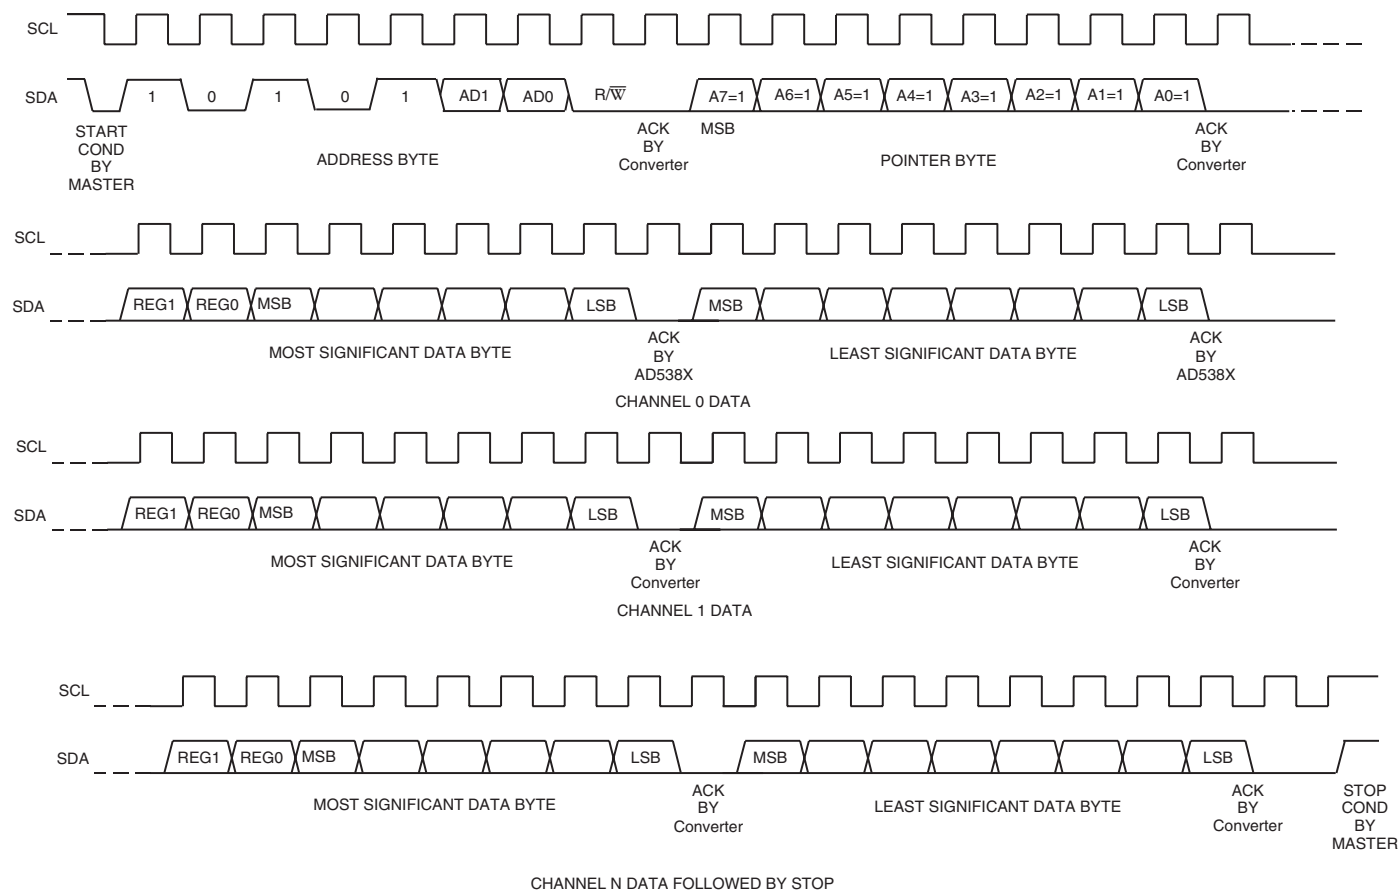 SCL
SDA
1 0 1 0 1 AD1 AD0 R/W̅ A7=1 A6=1 A5=1 A4=1 A3=1 A2=1 A1=1 A0=1
START
COND
BY
MASTER
ADDRESS BYTE
ACK
BY
Converter
MSB
POINTER BYTE
ACK
BY
Converter
SCL
SDA
REG1 REG0 MSB LSB MSB LSB
MOST SIGNIFICANT DATA BYTE
ACK
BY
AD538X
LEAST SIGNIFICANT DATA BYTE
ACK
BY
AD538X
CHANNEL 0 DATA
SCL
SDA
REG1 REG0 MSB LSB MSB LSB
MOST SIGNIFICANT DATA BYTE
ACK
BY
Converter
LEAST SIGNIFICANT DATA BYTE
ACK
BY
Converter
CHANNEL 1 DATA
SCL
SDA
REG1 REG0 MSB LSB MSB LSB
MOST SIGNIFICANT DATA BYTE
ACK
BY
Converter
LEAST SIGNIFICANT DATA BYTE
ACK
BY
Converter
STOP
COND
BY
MASTER
CHANNEL N DATA FOLLOWED BY STOP